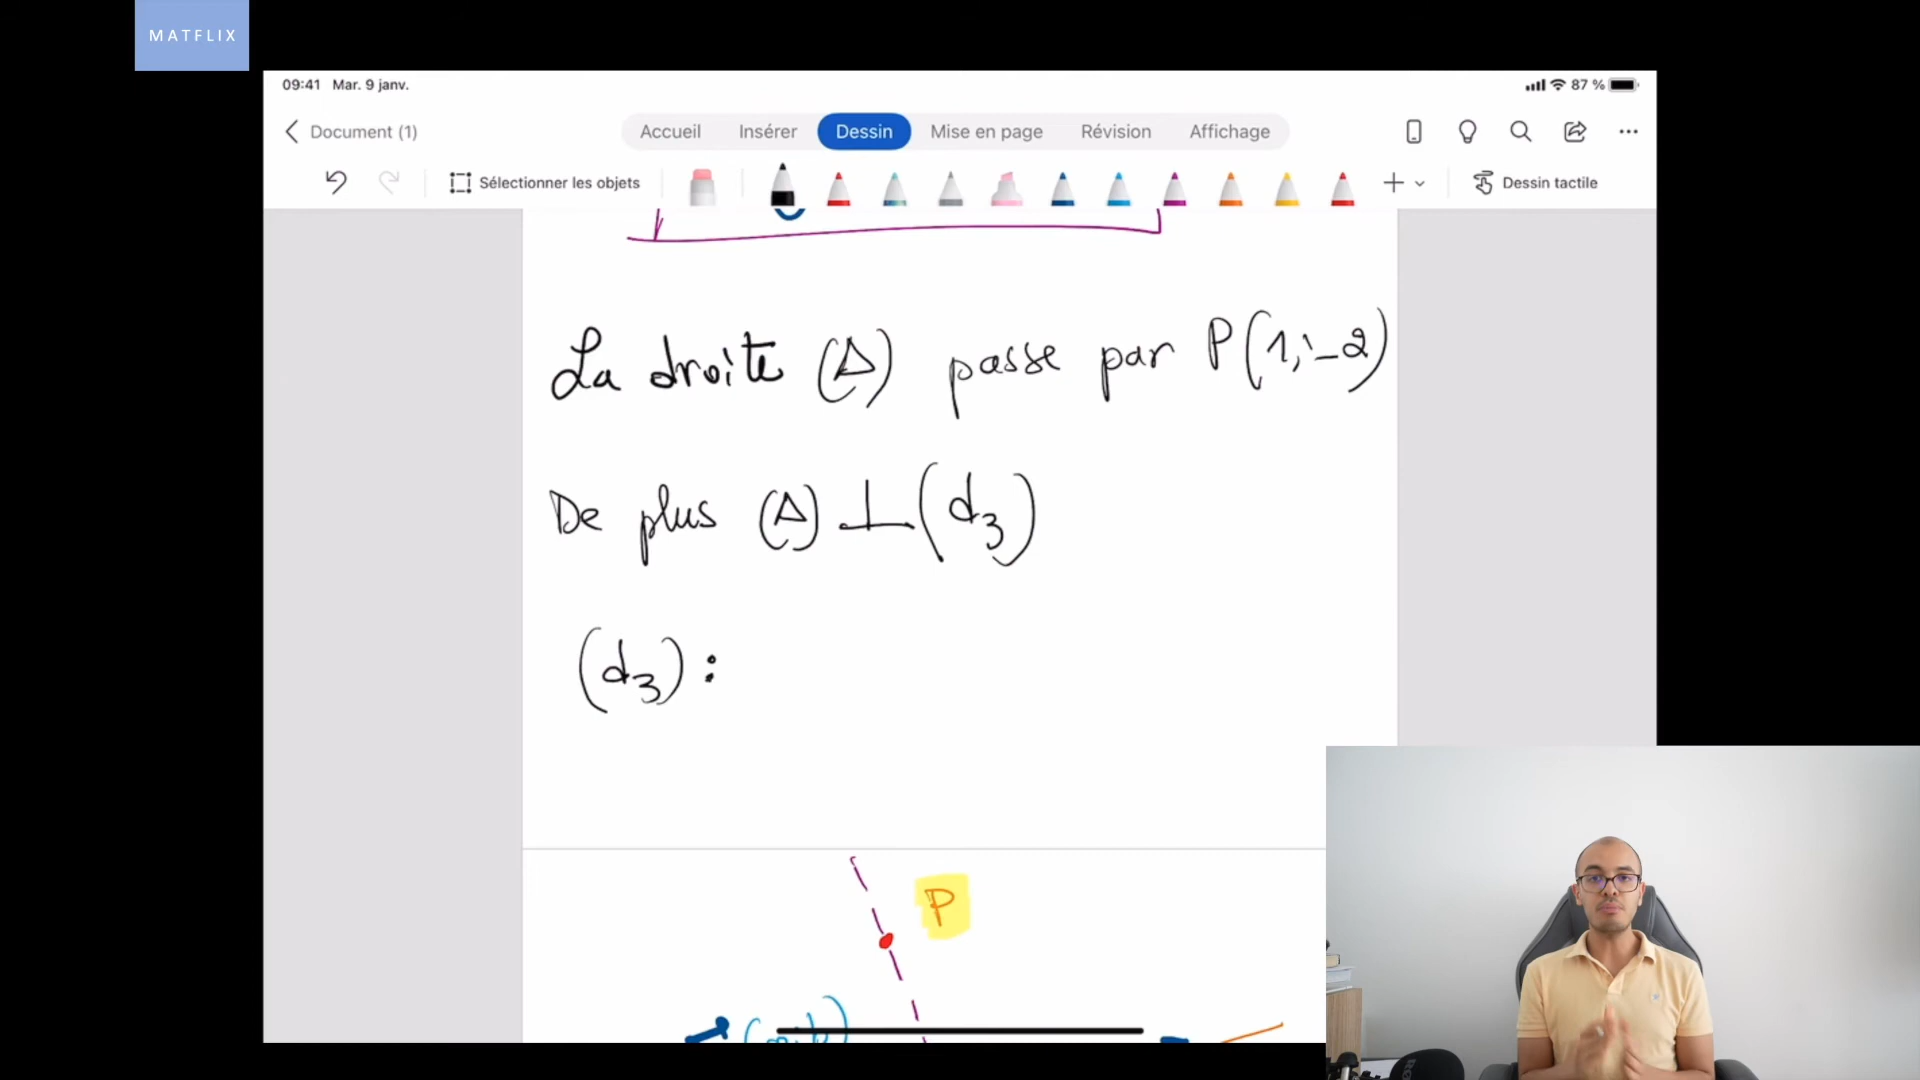 MATFLIX
09:41 Mar. 9 janv.
87 %
Document (1)
Accueil Insérer Dessin Mise en page Révision Affichage
Sélectionner les objets
Dessin tactile
La droite (Δ) passe par P(1;-2)
De plus (Δ) ⊥ (d₃)
(d₃) :
P